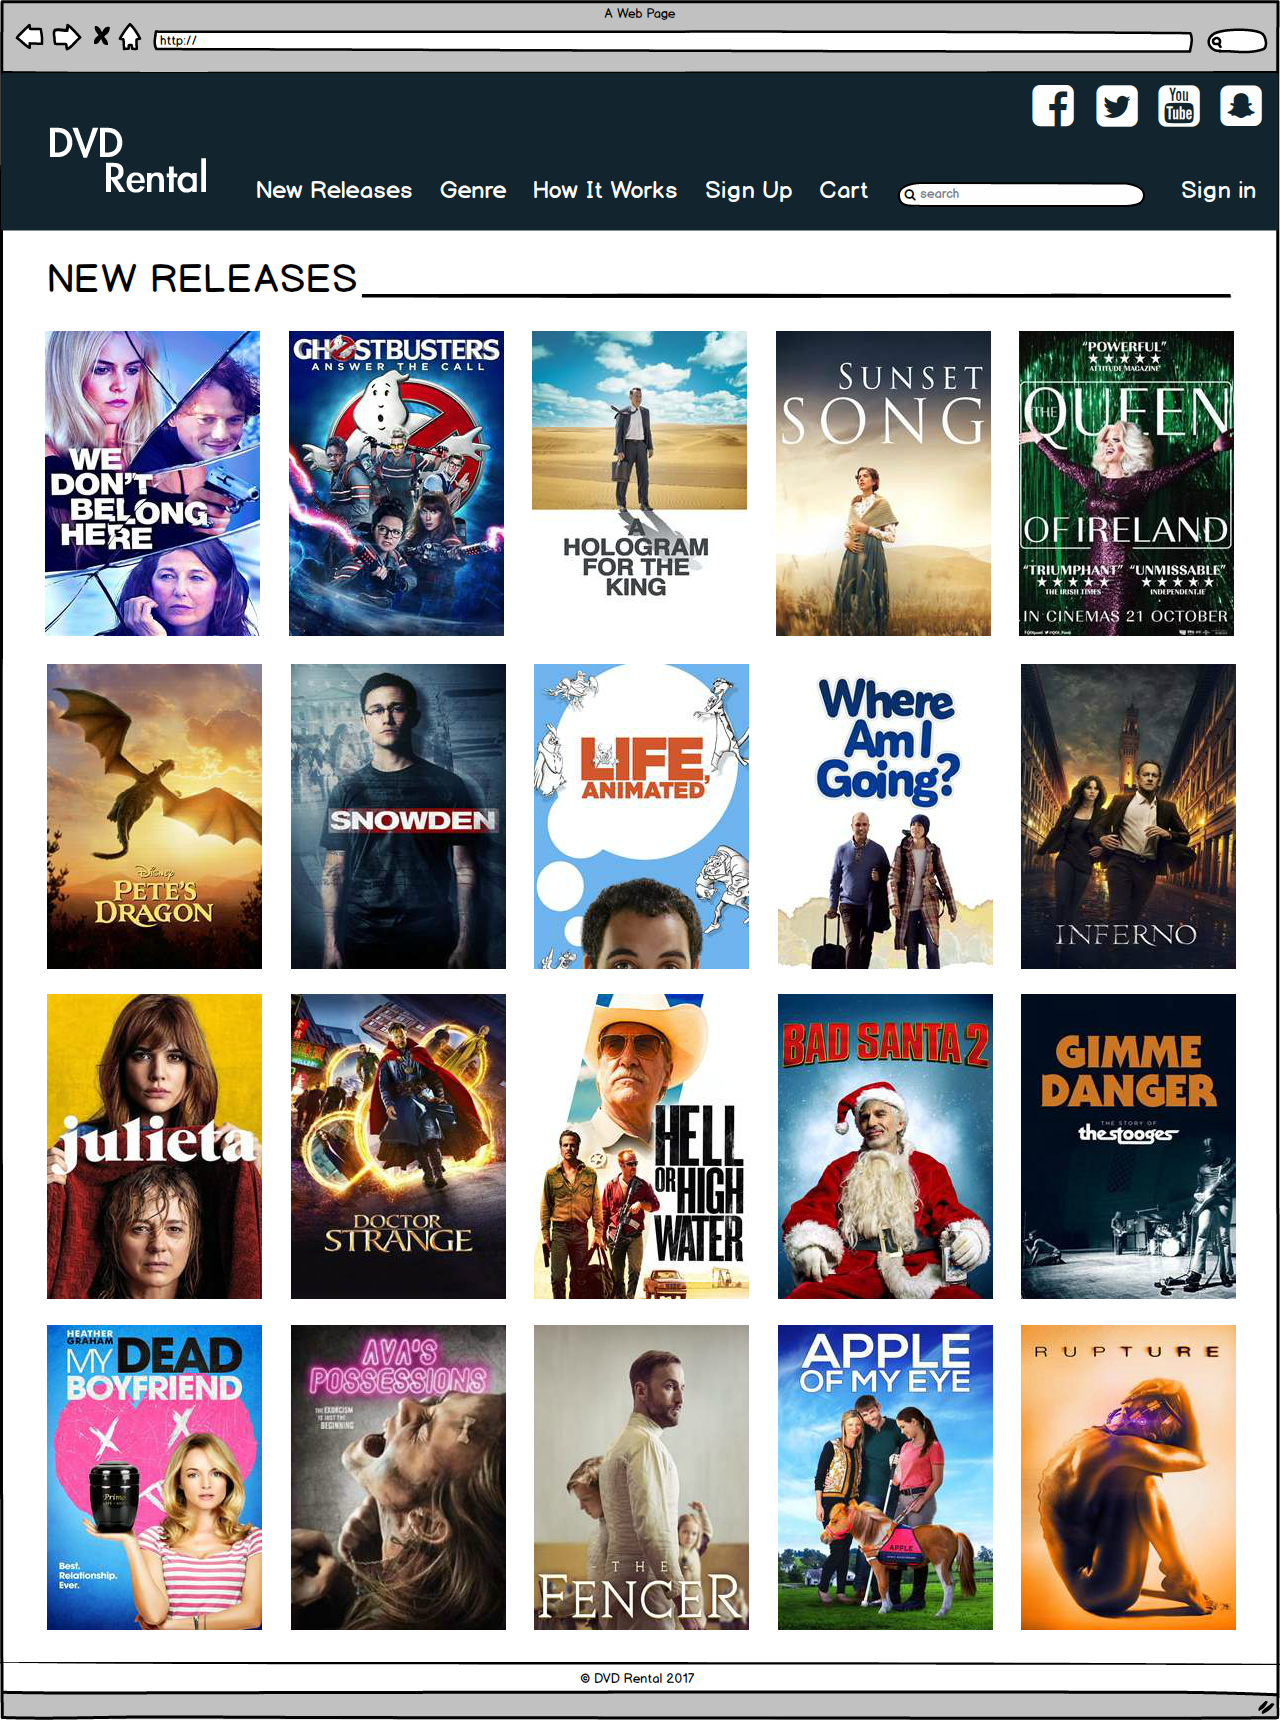 A Web Page
http://
You
Tube
DVD
Rental
New Releases
Genre
How It Works
Sign Up
Cart
search
Sign in
NEW RELEASES
WE
DON'T
BELONG
HERE
GHOSTBUSTERS
ANSWER THE CALL
A
HOLOGRAM
FOR THE
KING
SUNSET
SONG
"POWERFUL"
ATTITUDE MAGAZINE
THE QUEEN
OF IRELAND
"TRIUMPHANT" "UNMISSABLE"
THE IRISH TIMES INDEPENDENT.IE
IN CINEMAS 21 OCTOBER
Disney
PETE'S
DRAGON
SNOWDEN
LIFE,
ANIMATED
Where
Am I
Going?
INFERNO
julieta
DOCTOR
STRANGE
HELL
OR HIGH
WATER
BAD SANTA 2
GIMME
DANGER
THE STORY OF
thestooges
HEATHER
GRAHAM
MY DEAD
BOYFRIEND
Best.
Relationship.
Ever.
AVA'S
POSSESSIONS
THE EXORCISM
IS JUST THE
BEGINNING
THE
FENCER
APPLE
OF MY EYE
APPLE
RUPTURE
© DVD Rental 2017